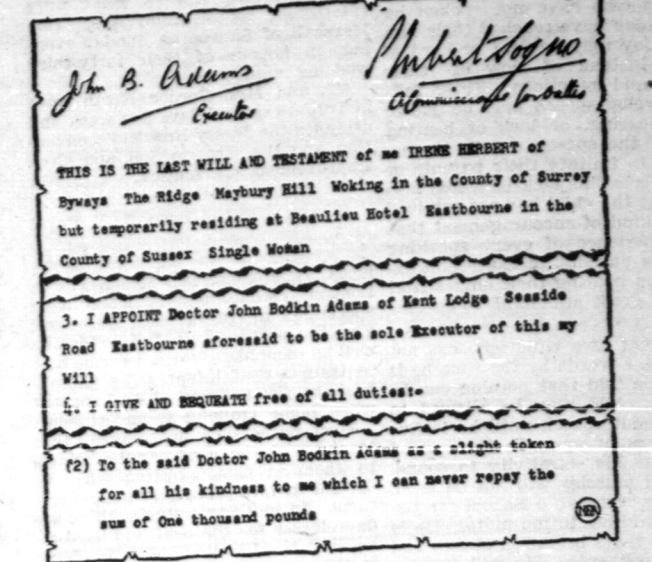 John B. Adams
Executor
Hubert Sogno
A Commissioner for Oaths
THIS IS THE LAST WILL AND TESTAMENT of me IRENE HERBERT of
Byways The Ridge Maybury Hill Woking in the County of Surrey
but temporarily residing at Beaulieu Hotel Eastbourne in the
County of Sussex Single Woman
3. I APPOINT Doctor John Bodkin Adams of Kent Lodge Seaside
Road Eastbourne aforesaid to be the sole Executor of this my
Will
4. I GIVE AND BEQUEATH free of all duties:-
(2) To the said Doctor John Bodkin Adams as a slight token
for all his kindness to me which I can never repay the
sum of One thousand pounds